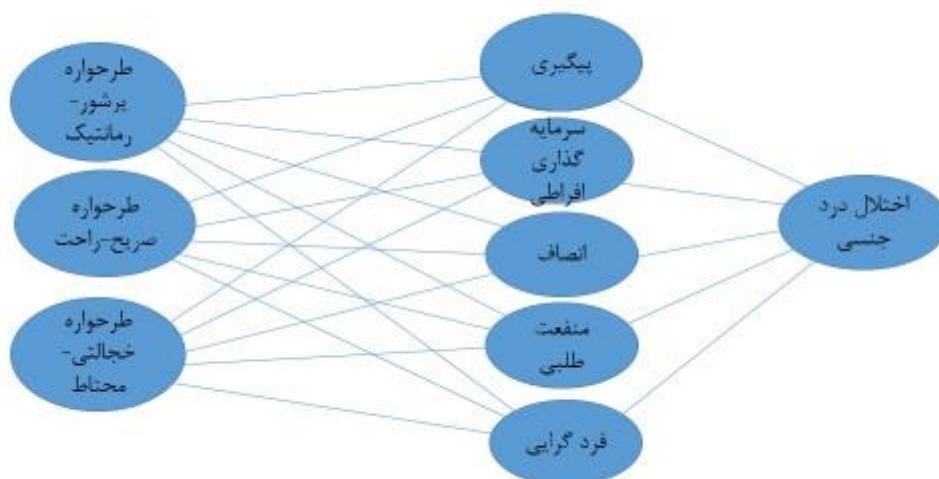 طرحواره
پرشور-
رمانتیک
طرحواره
صریح-راحت
طرحواره
خجالتی-
محتاط
پیگیری
سرمایه
گذاری
افراطی
انصاف
منفعت
طلبی
فرد گرایی
اختلال درد
جنسی